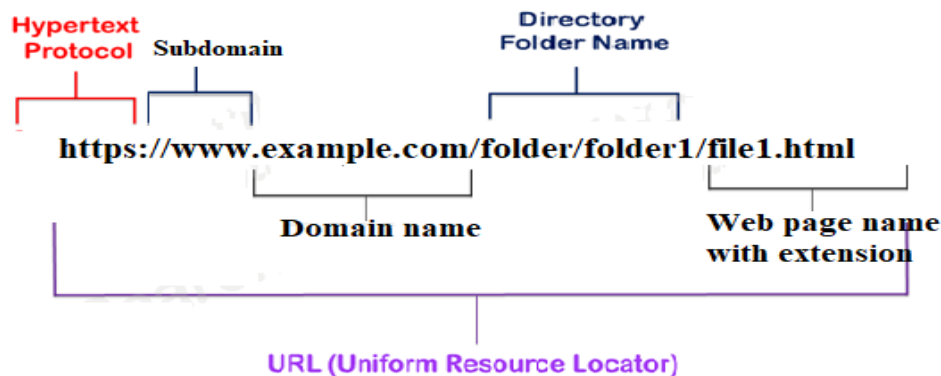 Hypertext
Protocol
Subdomain
Directory
Folder Name
https://www.example.com/folder/folder1/file1.html
Domain name
Web page name
with extension
URL (Uniform Resource Locator)